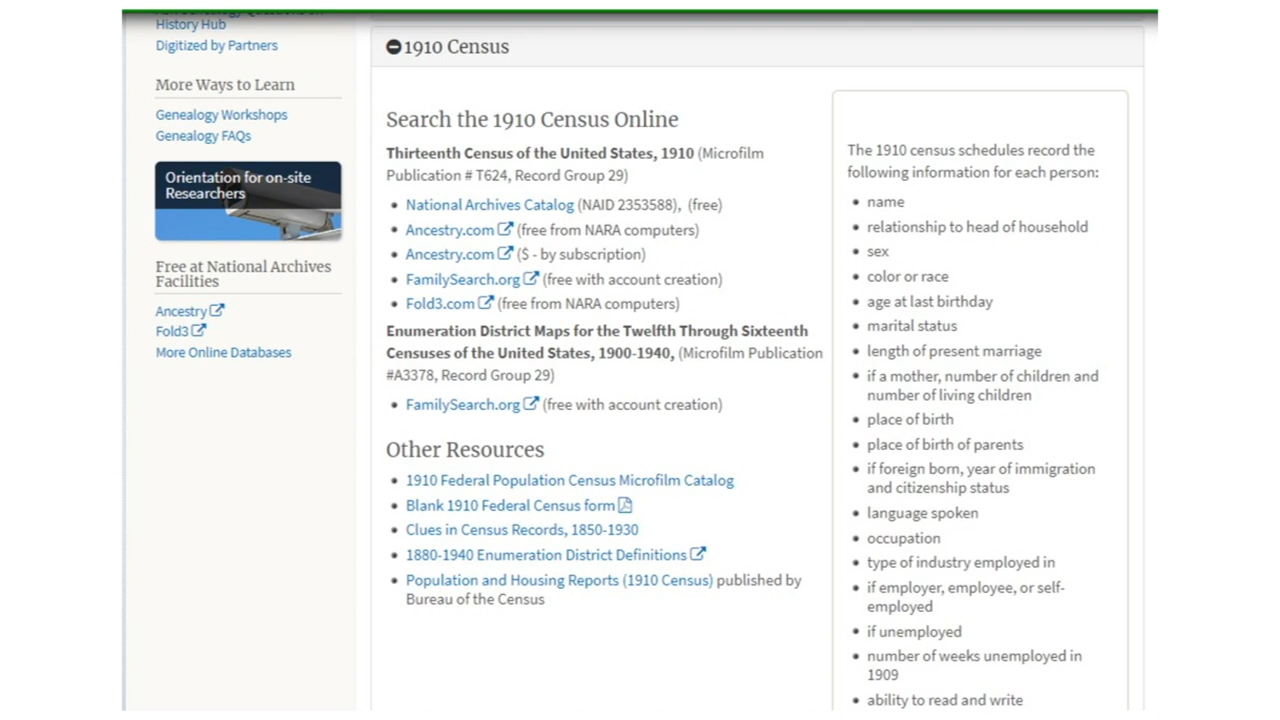 History Hub
Digitized by Partners
More Ways to Learn
Genealogy Workshops
Genealogy FAQs
Orientation for on-site
Researchers
Free at National Archives
Facilities
Ancestry
Fold3
More Online Databases
1910 Census
Search the 1910 Census Online
Thirteenth Census of the United States, 1910 (Microfilm
Publication # T624, Record Group 29)
• National Archives Catalog (NAID 2353588), (free)
• Ancestry.com (free from NARA computers)
• Ancestry.com ($ - by subscription)
• FamilySearch.org (free with account creation)
• Fold3.com (free from NARA computers)
Enumeration District Maps for the Twelfth Through Sixteenth
Censuses of the United States, 1900-1940, (Microfilm Publication
#A3378, Record Group 29)
• FamilySearch.org (free with account creation)
Other Resources
• 1910 Federal Population Census Microfilm Catalog
• Blank 1910 Federal Census form
• Clues in Census Records, 1850-1930
• 1880-1940 Enumeration District Definitions
• Population and Housing Reports (1910 Census) published by
Bureau of the Census
The 1910 census schedules record the
following information for each person:
• name
• relationship to head of household
• sex
• color or race
• age at last birthday
• marital status
• length of present marriage
• if a mother, number of children and
number of living children
• place of birth
• place of birth of parents
• if foreign born, year of immigration
and citizenship status
• language spoken
• occupation
• type of industry employed in
• if employer, employee, or self-
employed
• if unemployed
• number of weeks unemployed in
1909
• ability to read and write